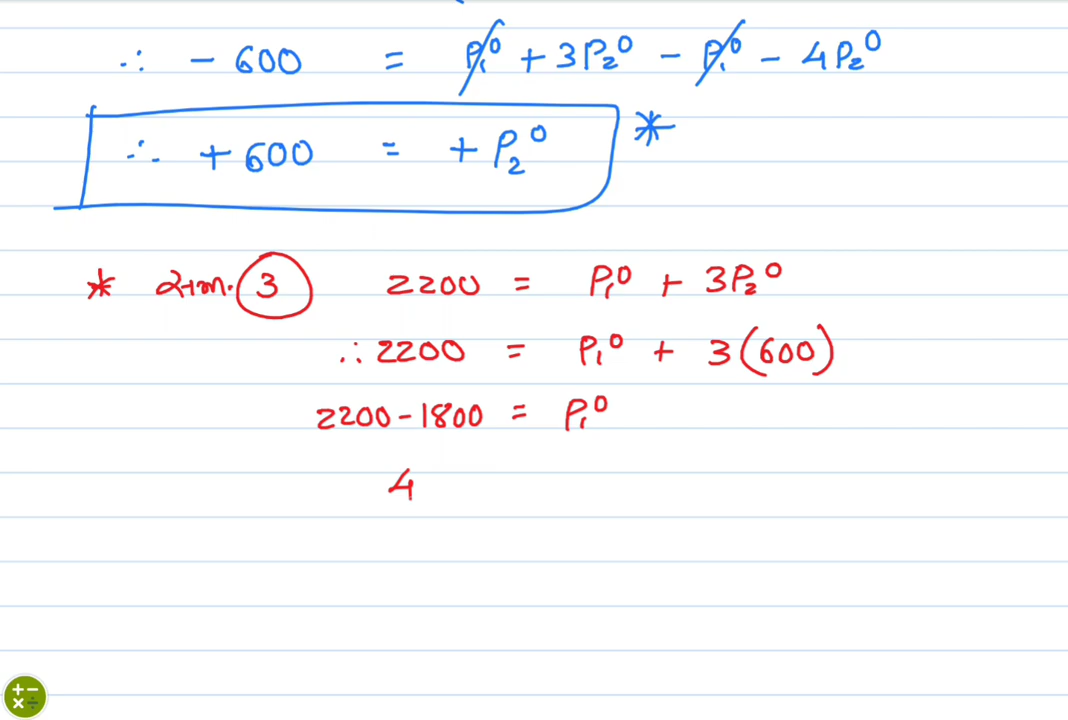 ∴ - 600 = P₁⁰ + 3P₂⁰ - P₁⁰ - 4P₂⁰
∴ + 600 = + P₂⁰ *
* સમી. 3 2200 = P₁⁰ + 3P₂⁰
∴ 2200 = P₁⁰ + 3(600)
2200 - 1800 = P₁⁰
4